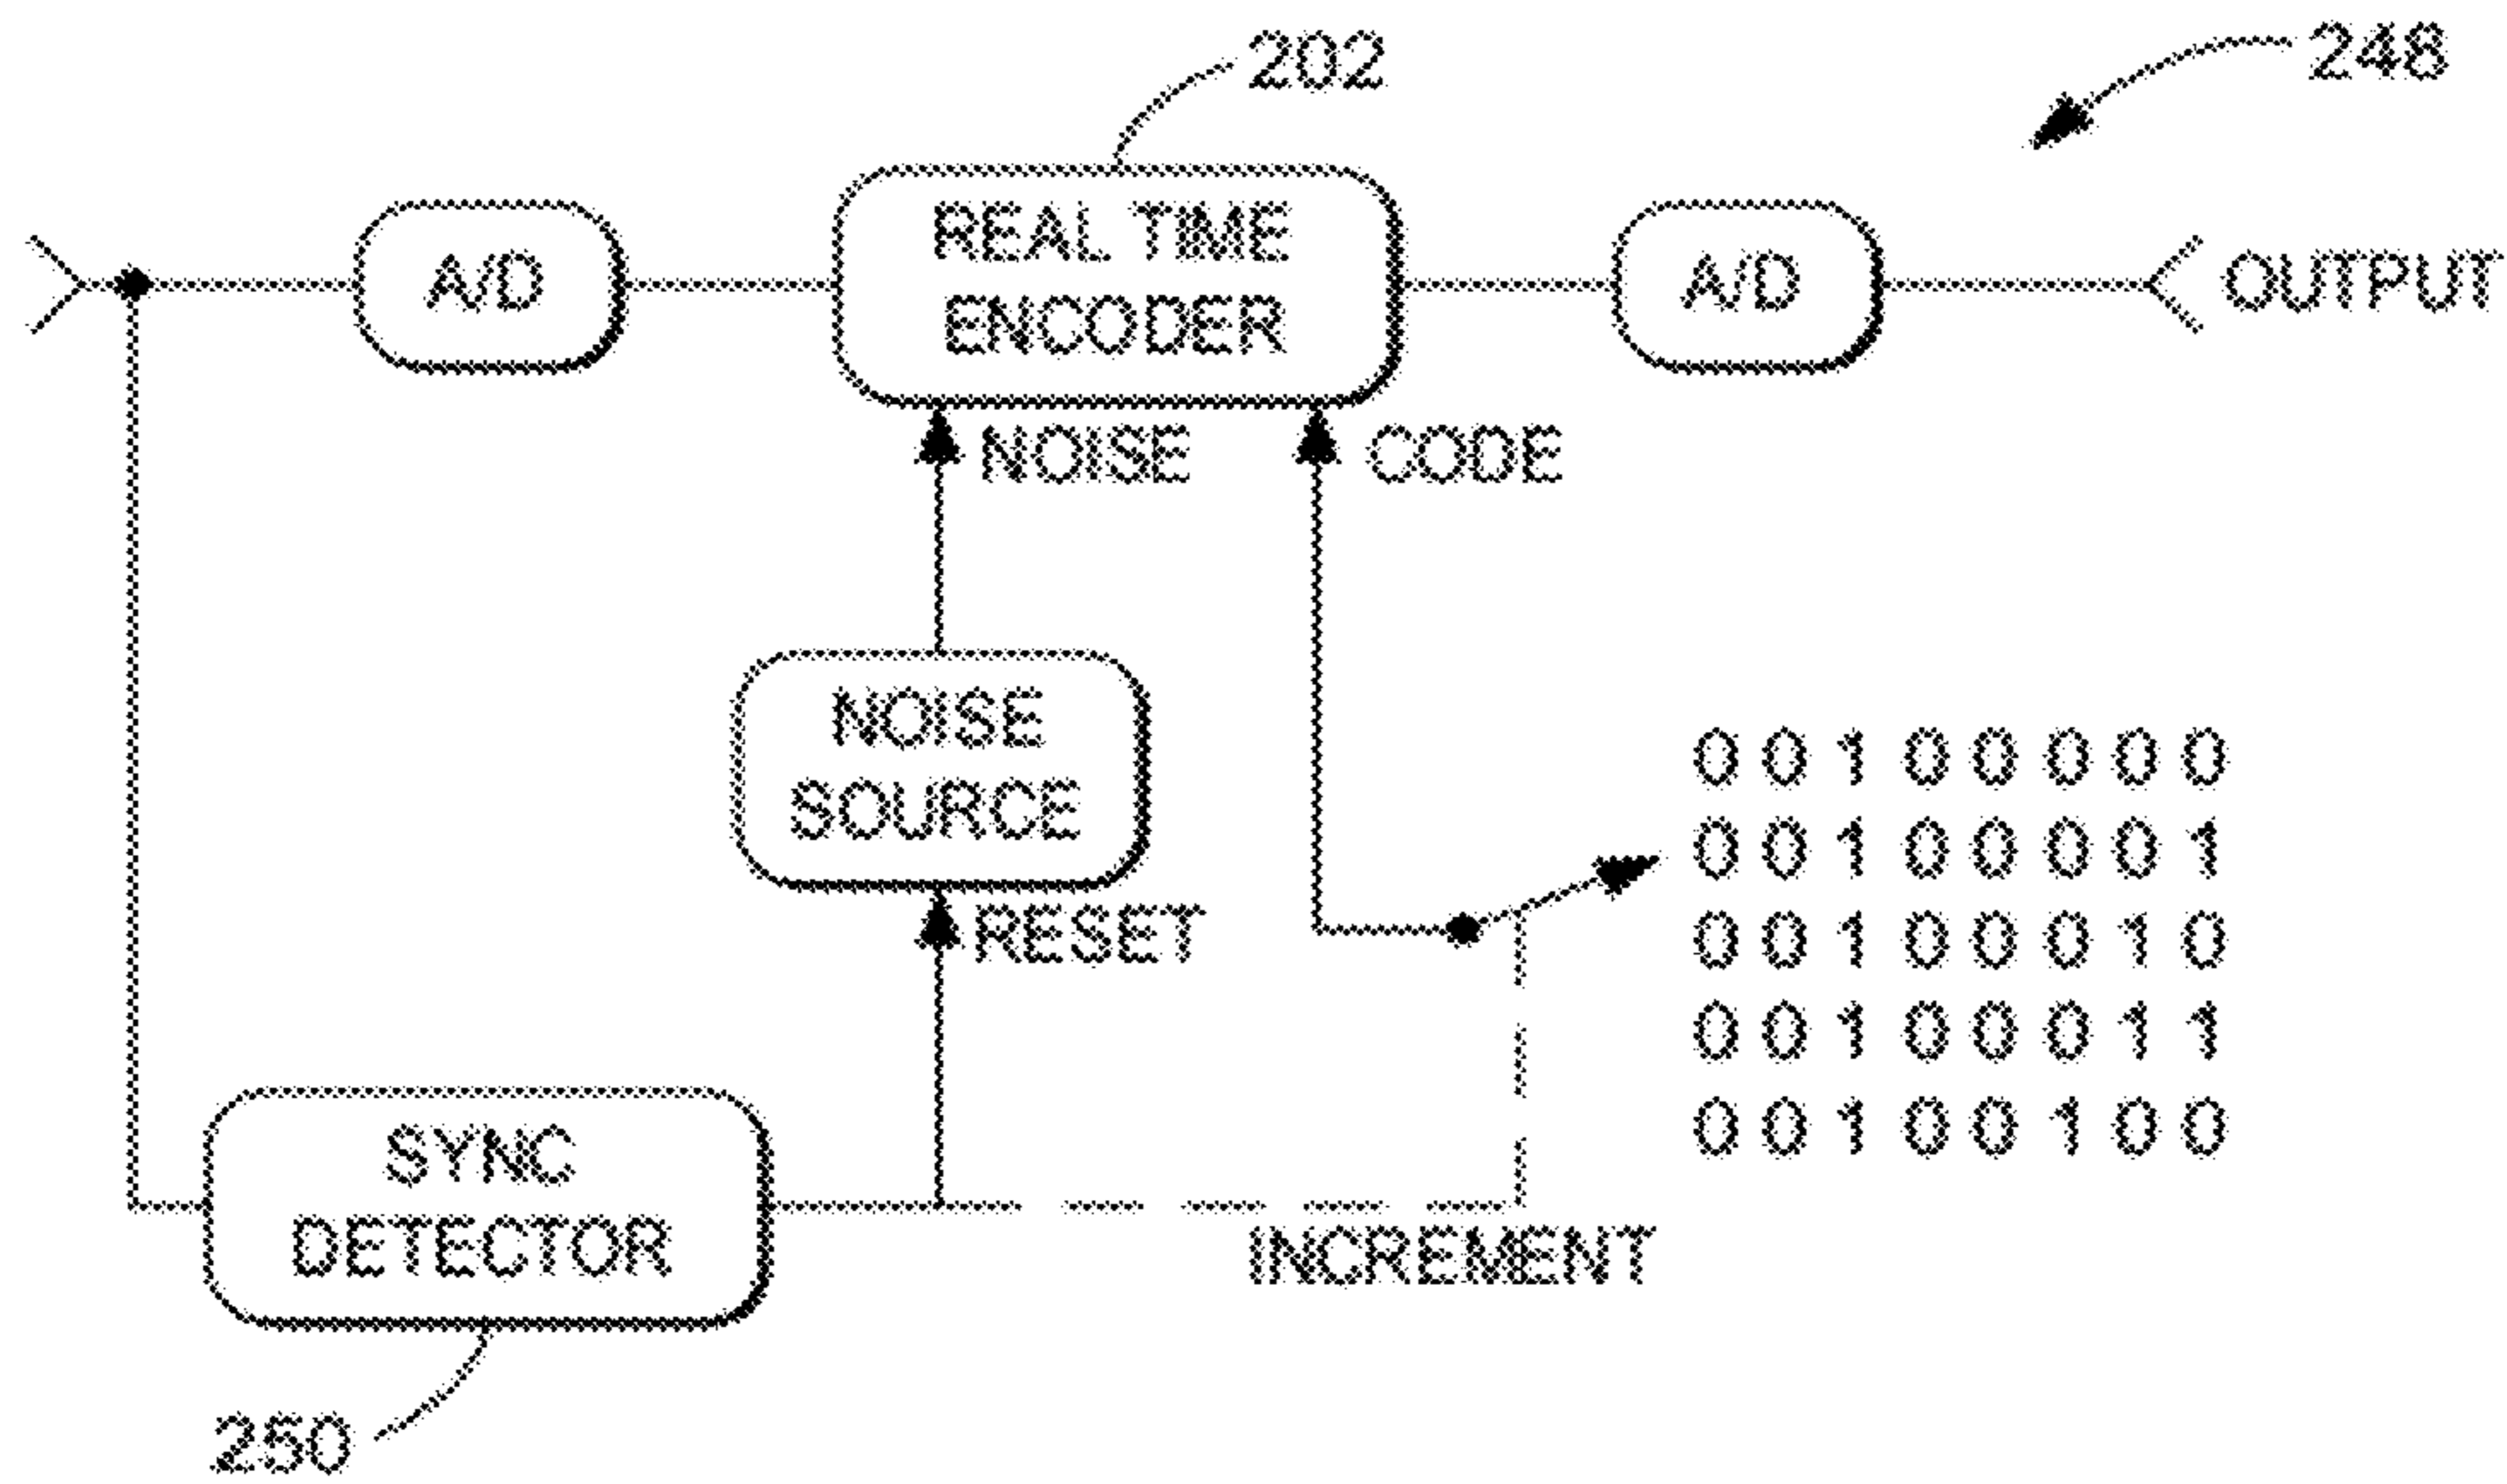 202
248
A/D
REAL TIME
ENCODER
A/D
OUTPUT
NOISE
CODE
NOISE
SOURCE
RESET
0 0 1 0 0 0 0 0
0 0 1 0 0 0 0 1
0 0 1 0 0 0 1 0
0 0 1 0 0 0 1 1
0 0 1 0 0 1 0 0
SYNC
DETECTOR
INCREMENT
250